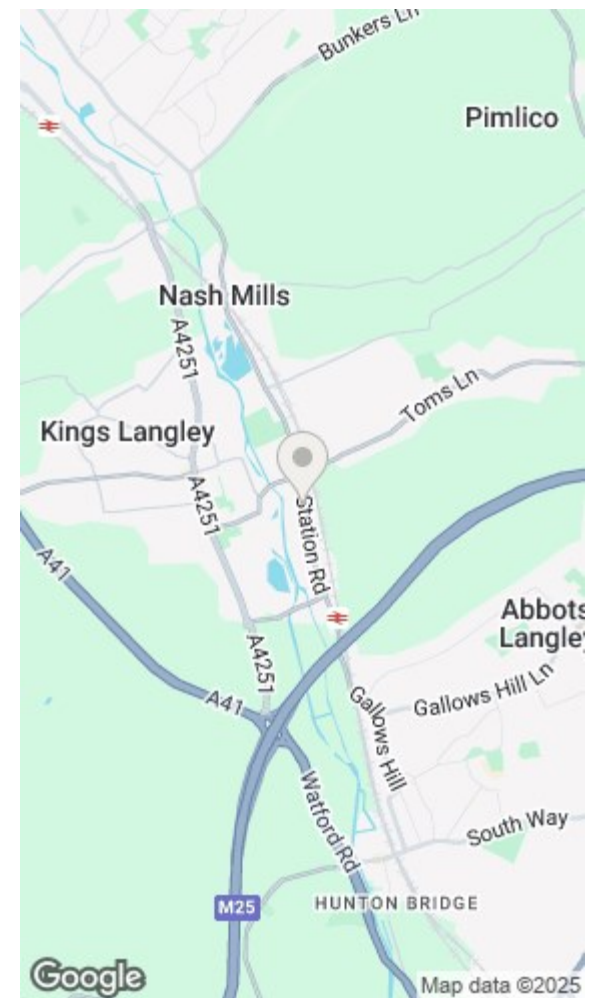 Bunkers Ln
Pimlico
Nash Mills
A4251
Toms Ln
Kings Langley
A4251
Station Rd
A41
Abbots
Langley
A4251
Gallows Hill Ln
A41
Gallows Hill
Watford Rd
South Way
M25
HUNTON BRIDGE
Google
Map data ©2025